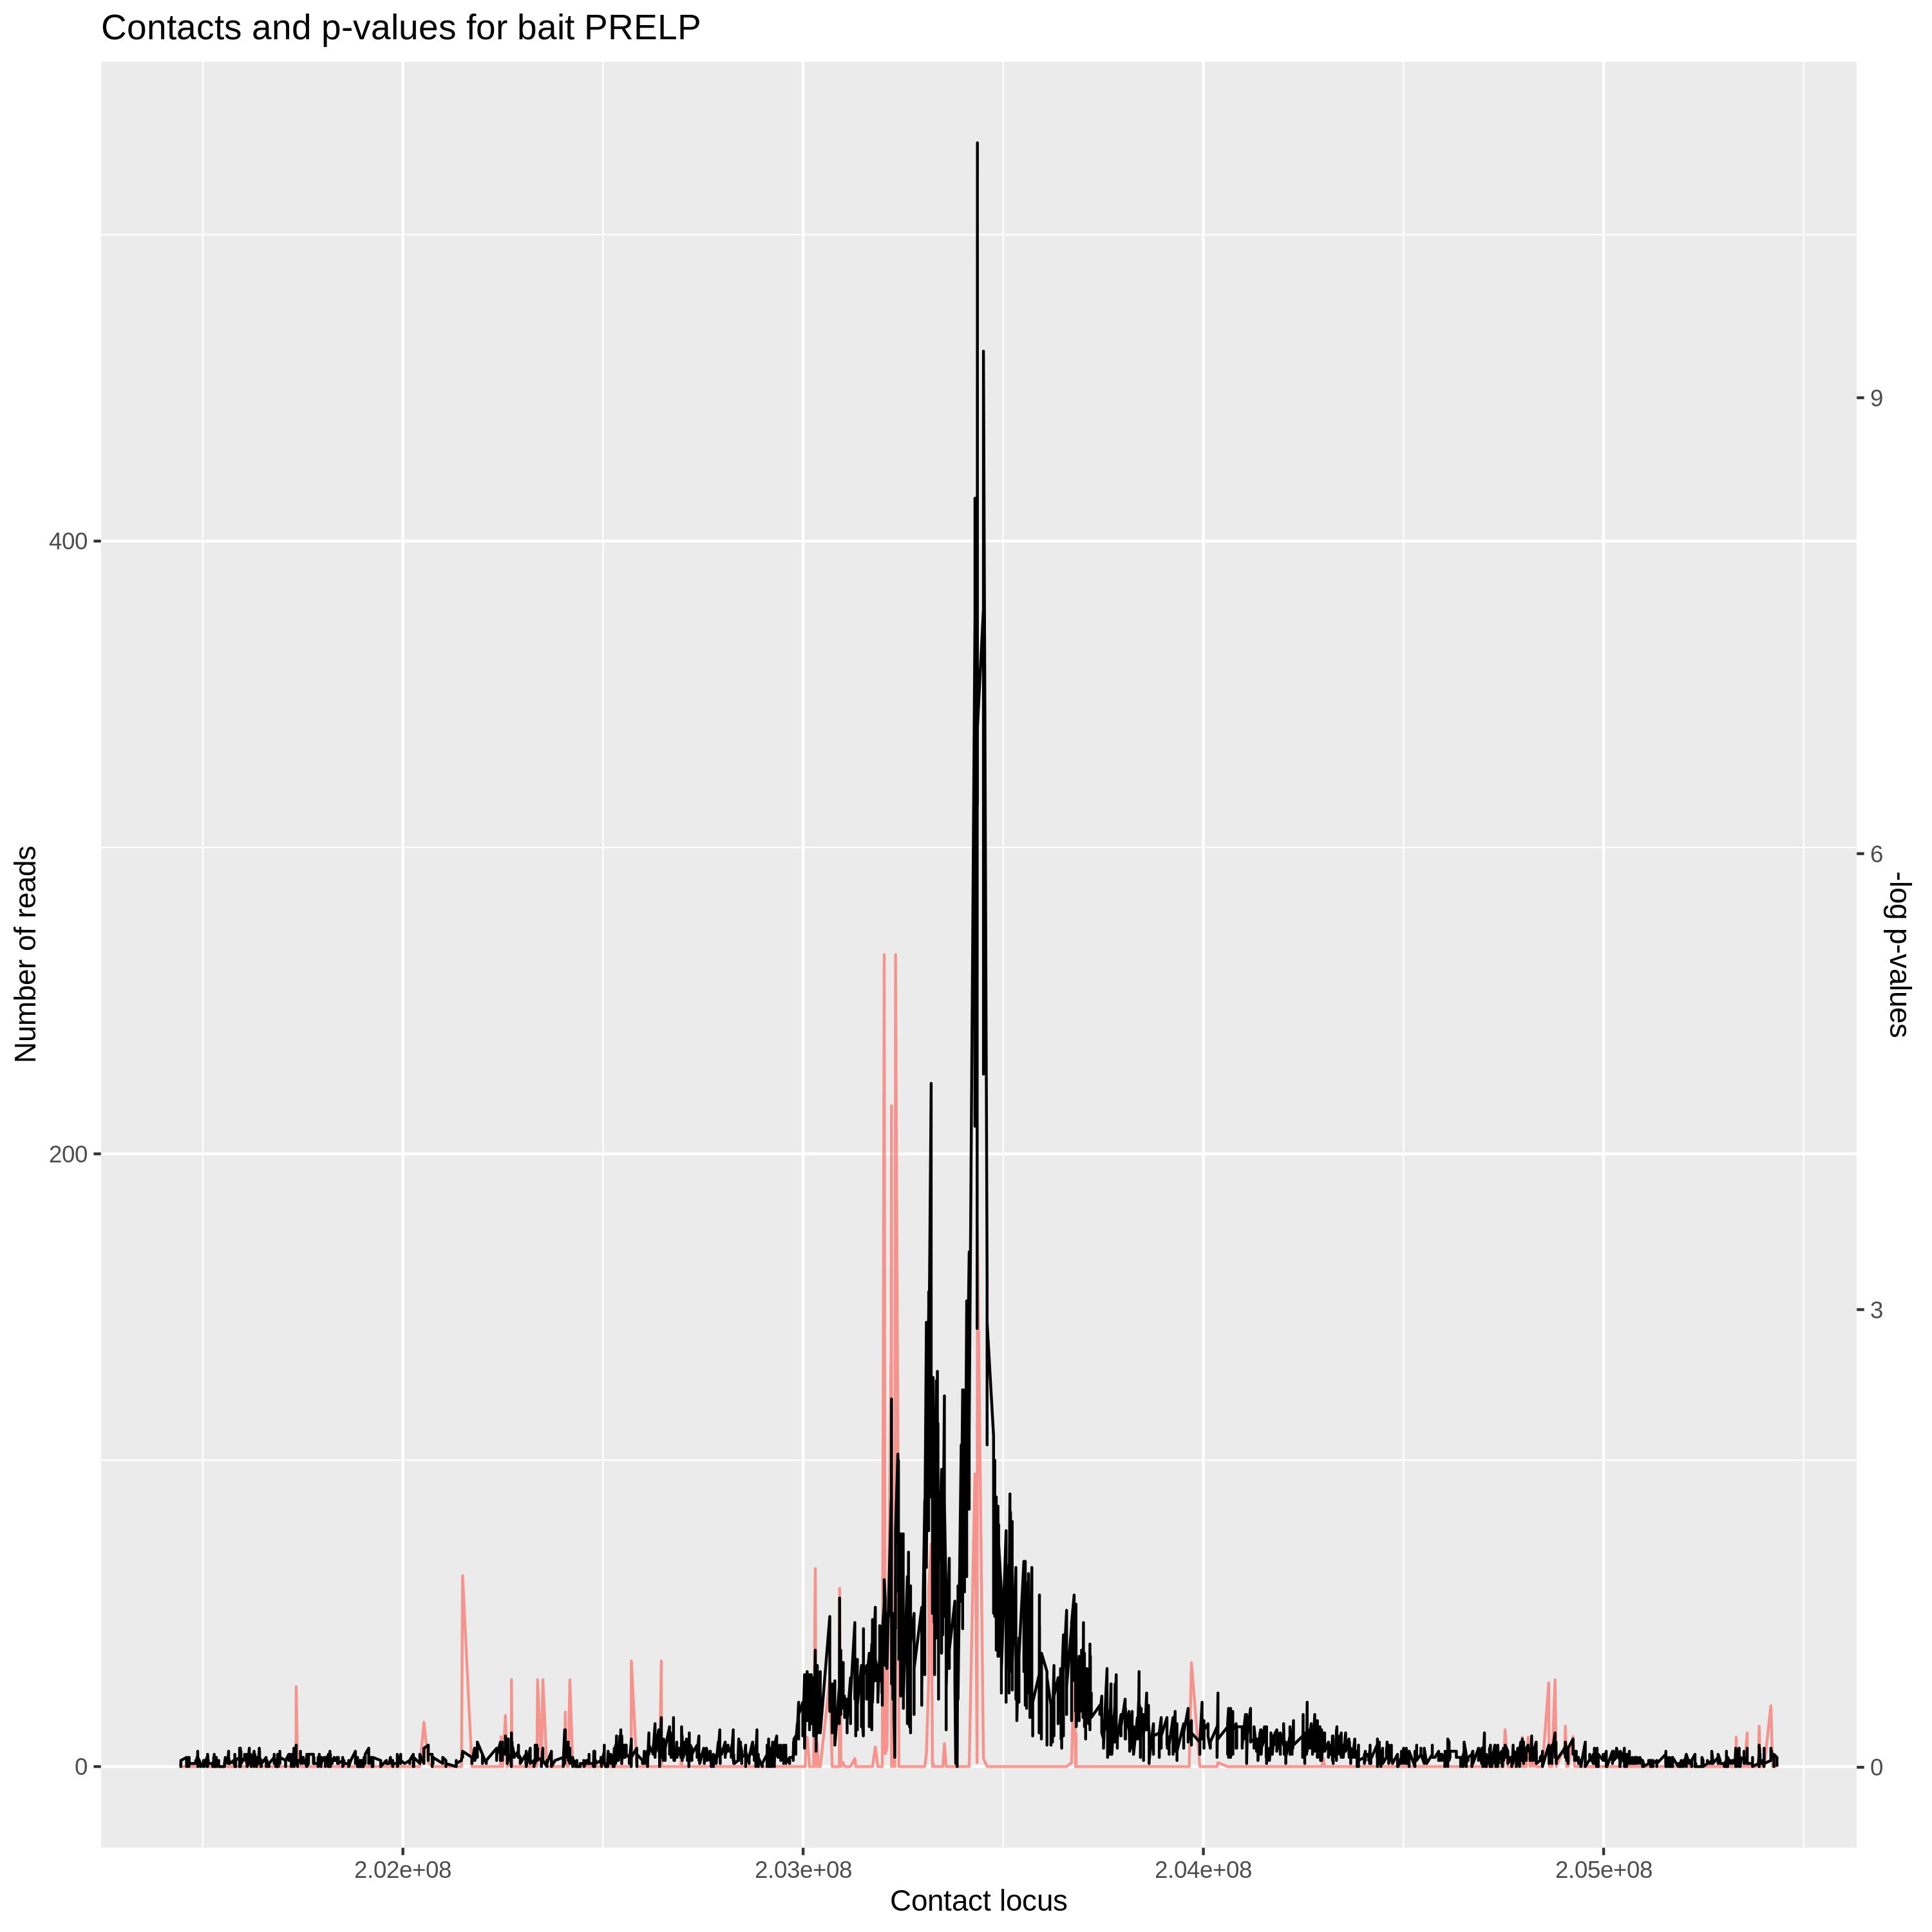 Contacts and p-values for bait PRELP
Number of reads
400
200
0
9
6
3
0
-log p-values
2.02e+08
2.03e+08
2.04e+08
2.05e+08
Contact locus